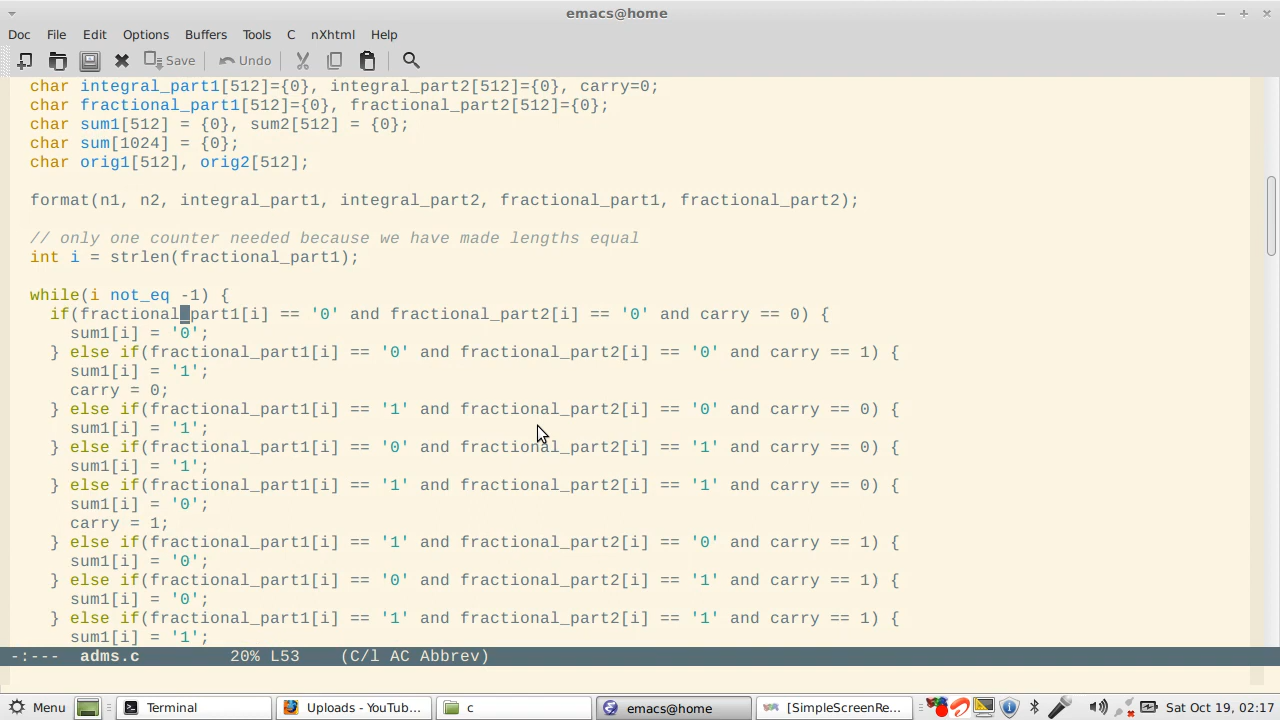 emacs@home
Doc File Edit Options Buffers Tools C nXhtml Help
Save Undo
char integral_part1[512]={0}, integral_part2[512]={0}, carry=0;
char fractional_part1[512]={0}, fractional_part2[512]={0};
char sum1[512] = {0}, sum2[512] = {0};
char sum[1024] = {0};
char orig1[512], orig2[512];
format(n1, n2, integral_part1, integral_part2, fractional_part1, fractional_part2);
// only one counter needed because we have made lengths equal
int i = strlen(fractional_part1);
while(i not_eq -1) {
if(fractional_part1[i] == '0' and fractional_part2[i] == '0' and carry == 0) {
sum1[i] = '0';
} else if(fractional_part1[i] == '0' and fractional_part2[i] == '0' and carry == 1) {
sum1[i] = '1';
carry = 0;
} else if(fractional_part1[i] == '1' and fractional_part2[i] == '0' and carry == 0) {
sum1[i] = '1';
} else if(fractional_part1[i] == '0' and fractional_part2[i] == '1' and carry == 0) {
sum1[i] = '1';
} else if(fractional_part1[i] == '1' and fractional_part2[i] == '1' and carry == 0) {
sum1[i] = '0';
carry = 1;
} else if(fractional_part1[i] == '1' and fractional_part2[i] == '0' and carry == 1) {
sum1[i] = '0';
} else if(fractional_part1[i] == '0' and fractional_part2[i] == '1' and carry == 1) {
sum1[i] = '0';
} else if(fractional_part1[i] == '1' and fractional_part2[i] == '1' and carry == 1) {
sum1[i] = '1';
-:--- adms.c 20% L53 (C/l AC Abbrev)
Menu Terminal Uploads - YouTub... c emacs@home [SimpleScreenRe... Sat Oct 19, 02:17